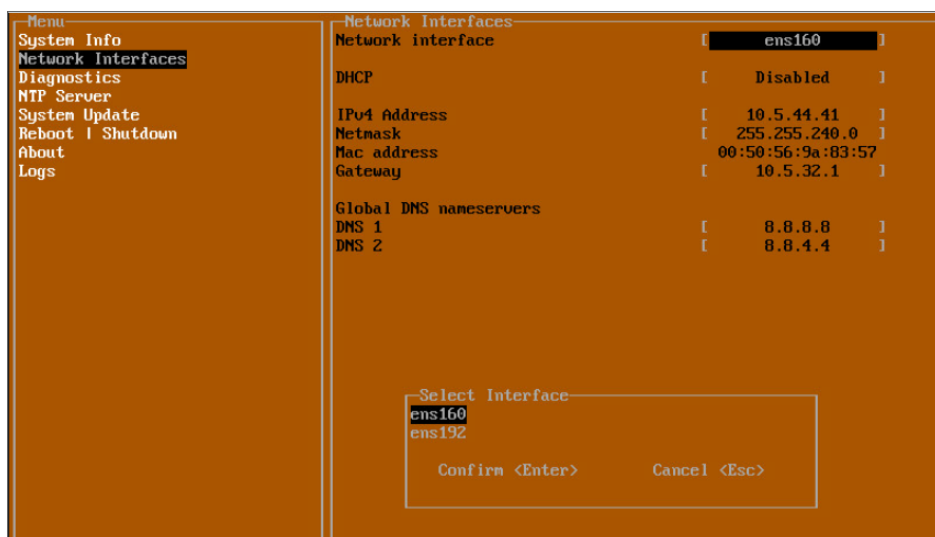 Menu
System Info
Network Interfaces
Diagnostics
NTP Server
System Update
Reboot | Shutdown
About
Logs
Network Interfaces
Network interface [ ens160 ]
DHCP [ Disabled ]
IPv4 Address [ 10.5.44.41 ]
Netmask [ 255.255.240.0 ]
Mac address 00:50:56:9a:83:57
Gateway [ 10.5.32.1 ]
Global DNS nameservers
DNS 1 [ 8.8.8.8 ]
DNS 2 [ 8.8.4.4 ]
Select Interface
ens160
ens192
Confirm <Enter> Cancel <Esc>